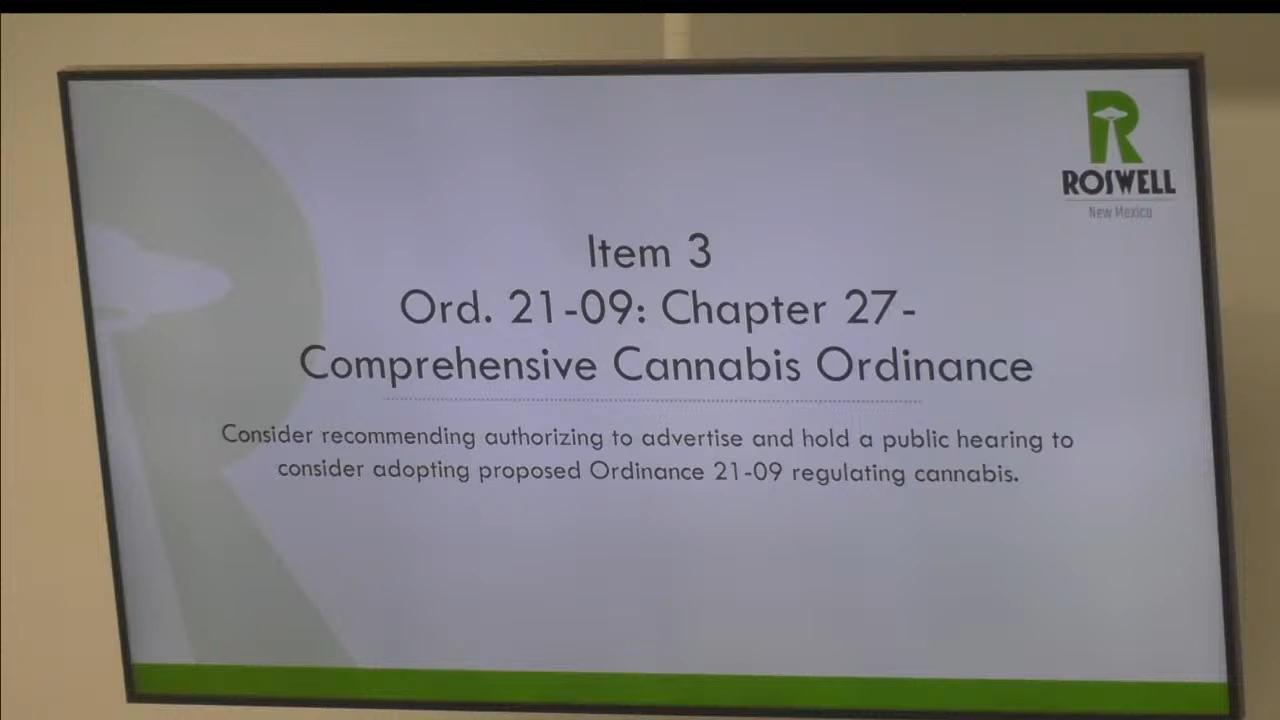 ROSWELL
New Mexico
Item 3
Ord. 21-09: Chapter 27-
Comprehensive Cannabis Ordinance
Consider recommending authorizing to advertise and hold a public hearing to
consider adopting proposed Ordinance 21-09 regulating cannabis.